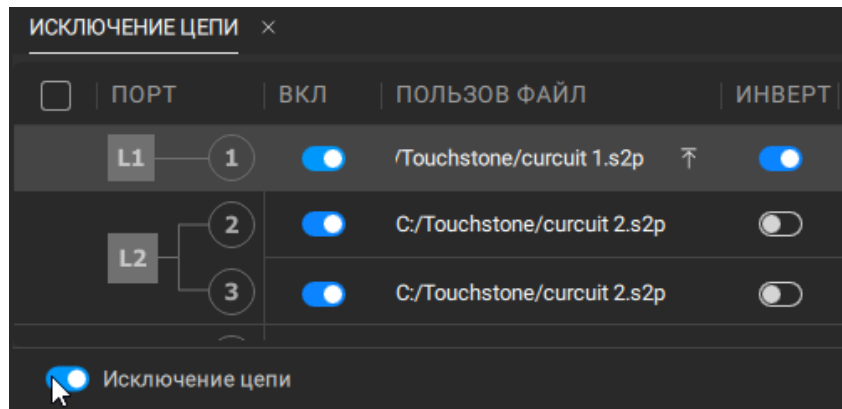 ИСКЛЮЧЕНИЕ ЦЕПИ ×
ПОРТ ВКЛ ПОЛЬЗОВ ФАЙЛ ИНВЕРТ
L1 1 /Touchstone/curcuit 1.s2p
2 C:/Touchstone/curcuit 2.s2p
L2
3 C:/Touchstone/curcuit 2.s2p
Исключение цепи